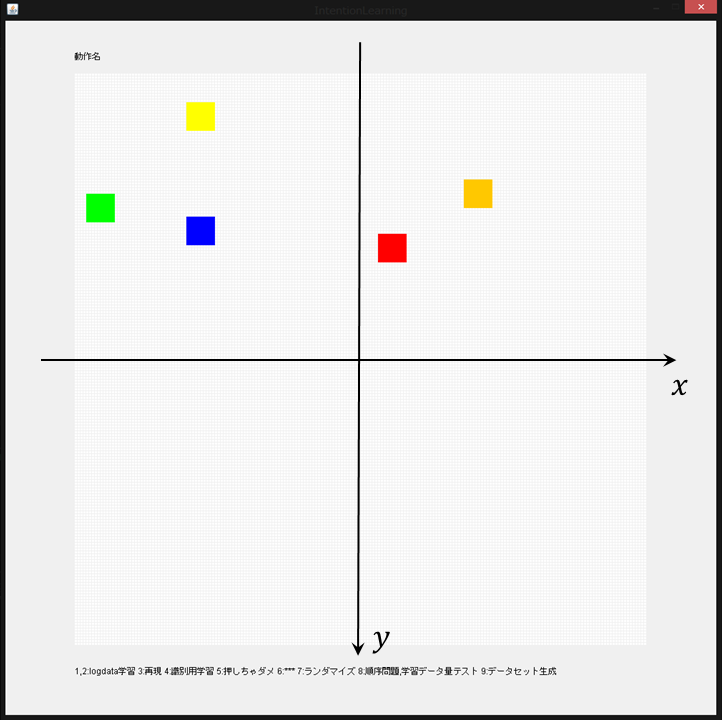 IntentionLearning
動作名
x
y
1,2:logdata学習 3:再現 4:識別用学習 5:押しちゃダメ 6:*** 7:ランダマイズ 8:順序問題,学習データ量テスト 9:データセット生成